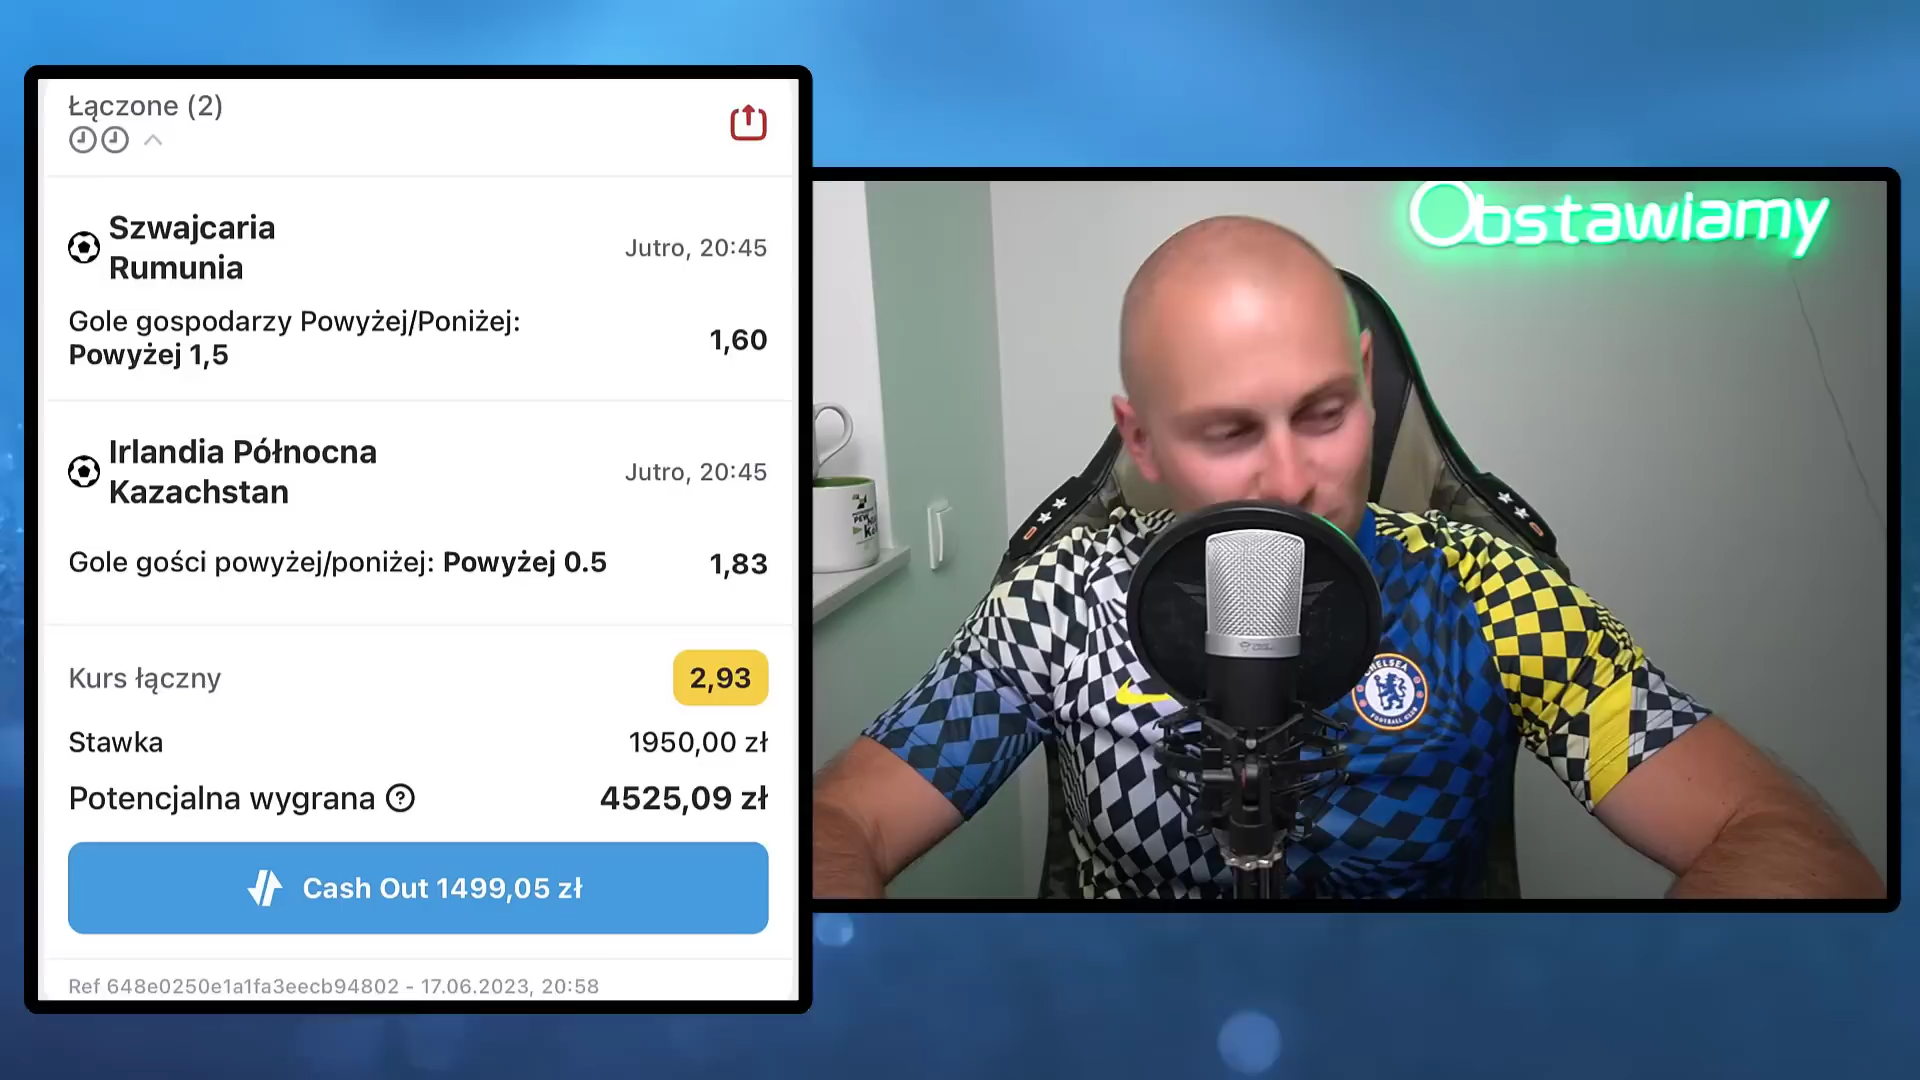 Łączone (2)
Szwajcaria
Rumunia
Jutro, 20:45
Gole gospodarzy Powyżej/Poniżej:
Powyżej 1,5
1,60
Irlandia Północna
Kazachstan
Jutro, 20:45
Gole gości powyżej/poniżej: Powyżej 0.5
1,83
Kurs łączny
2,93
Stawka
1950,00 zł
Potencjalna wygrana
4525,09 zł
Cash Out 1499,05 zł
Ref 648e0250e1a1fa3eecb94802 - 17.06.2023, 20:58
Obstawiamy
CHELSEA
FOOTBALL CLUB